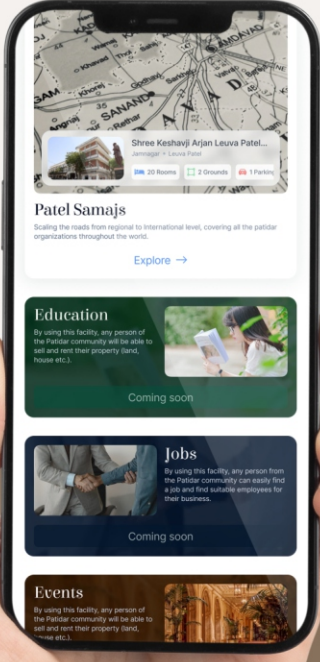 AMDAVAD
Khoraj
SANAND
Shree Keshavji Arjan Leuva Patel...
Jamnagar • Leuva Patel
20 Rooms
2 Grounds
1 Parking
Patel Samajs
Scaling the roads from regional to International level, covering all the patidar
organizations throughout the world.
Explore →
Education
By using this facility, any person of
the Patidar community will be able to
sell and rent their property (land,
house etc.).
Coming soon
Jobs
By using this facility, any person from
the Patidar community can easily find
a job and find suitable employees for
their business.
Coming soon
Events
By using this facility, any person of
the Patidar community will be able to
sell and rent their property (land,
house etc.).